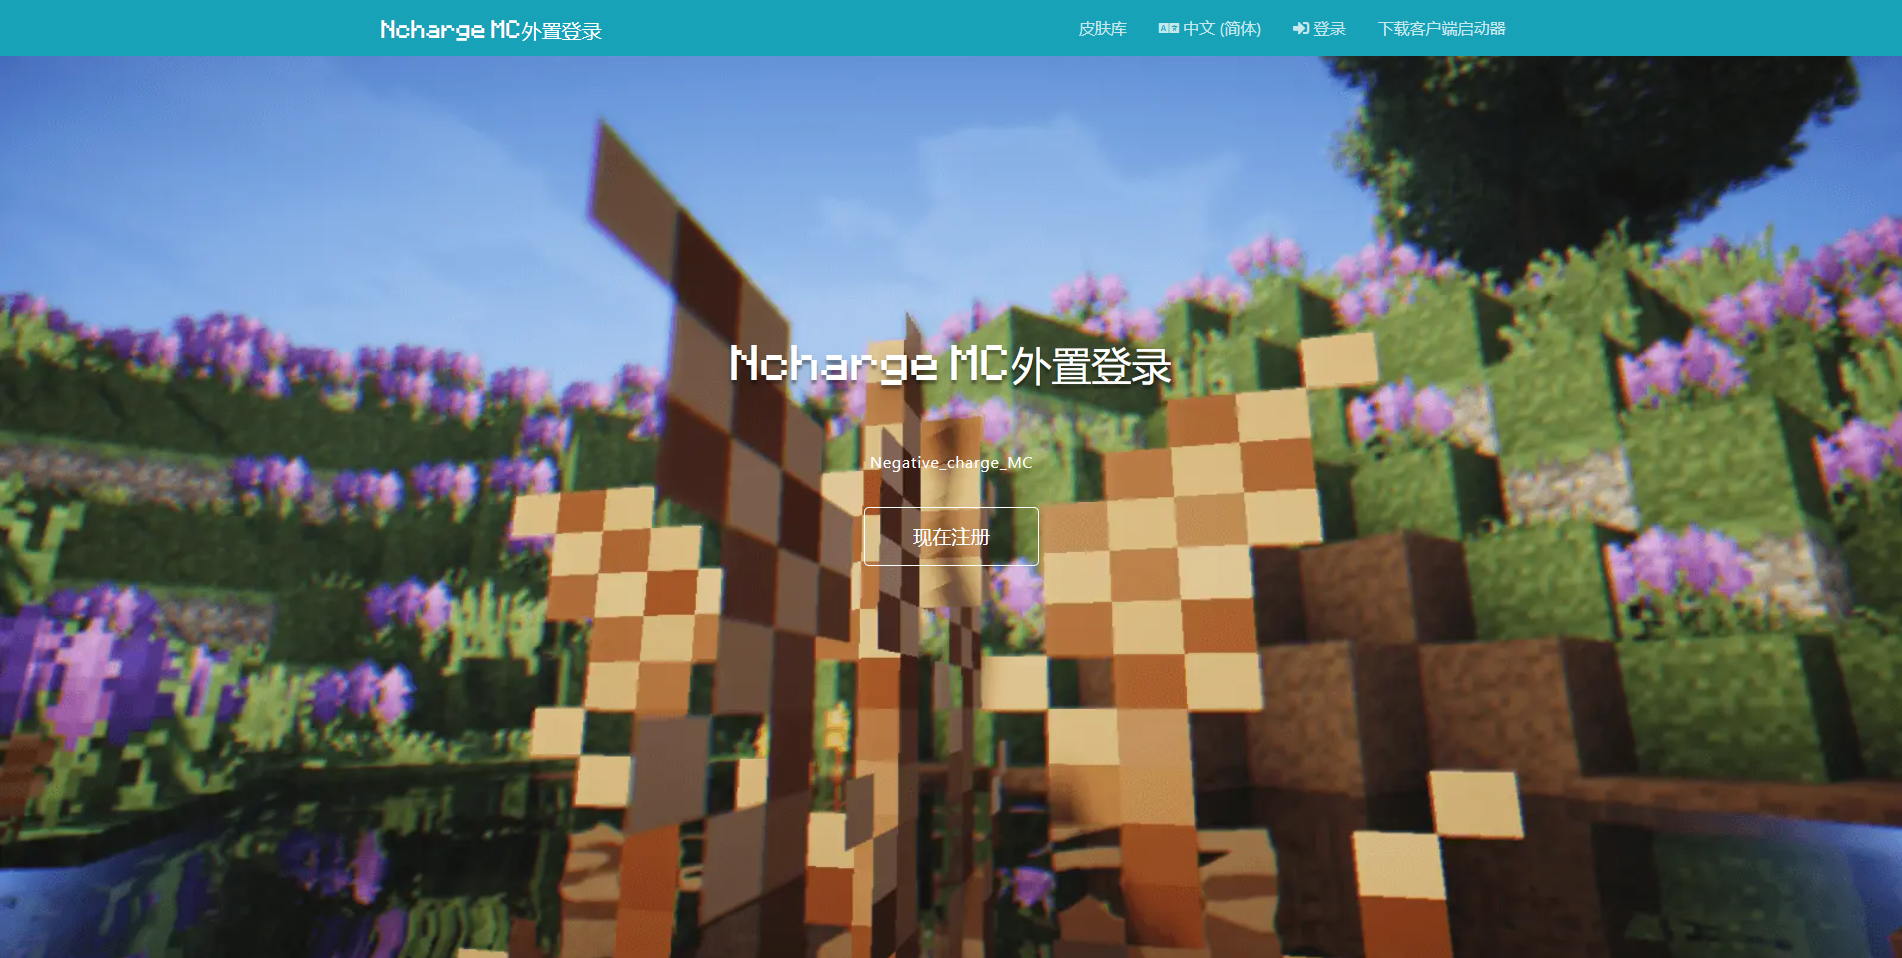 Ncharge MC外置登录
皮肤库
中文 (简体)
登录
下载客户端启动器
Ncharge MC外置登录
Negative_charge_MC
现在注册